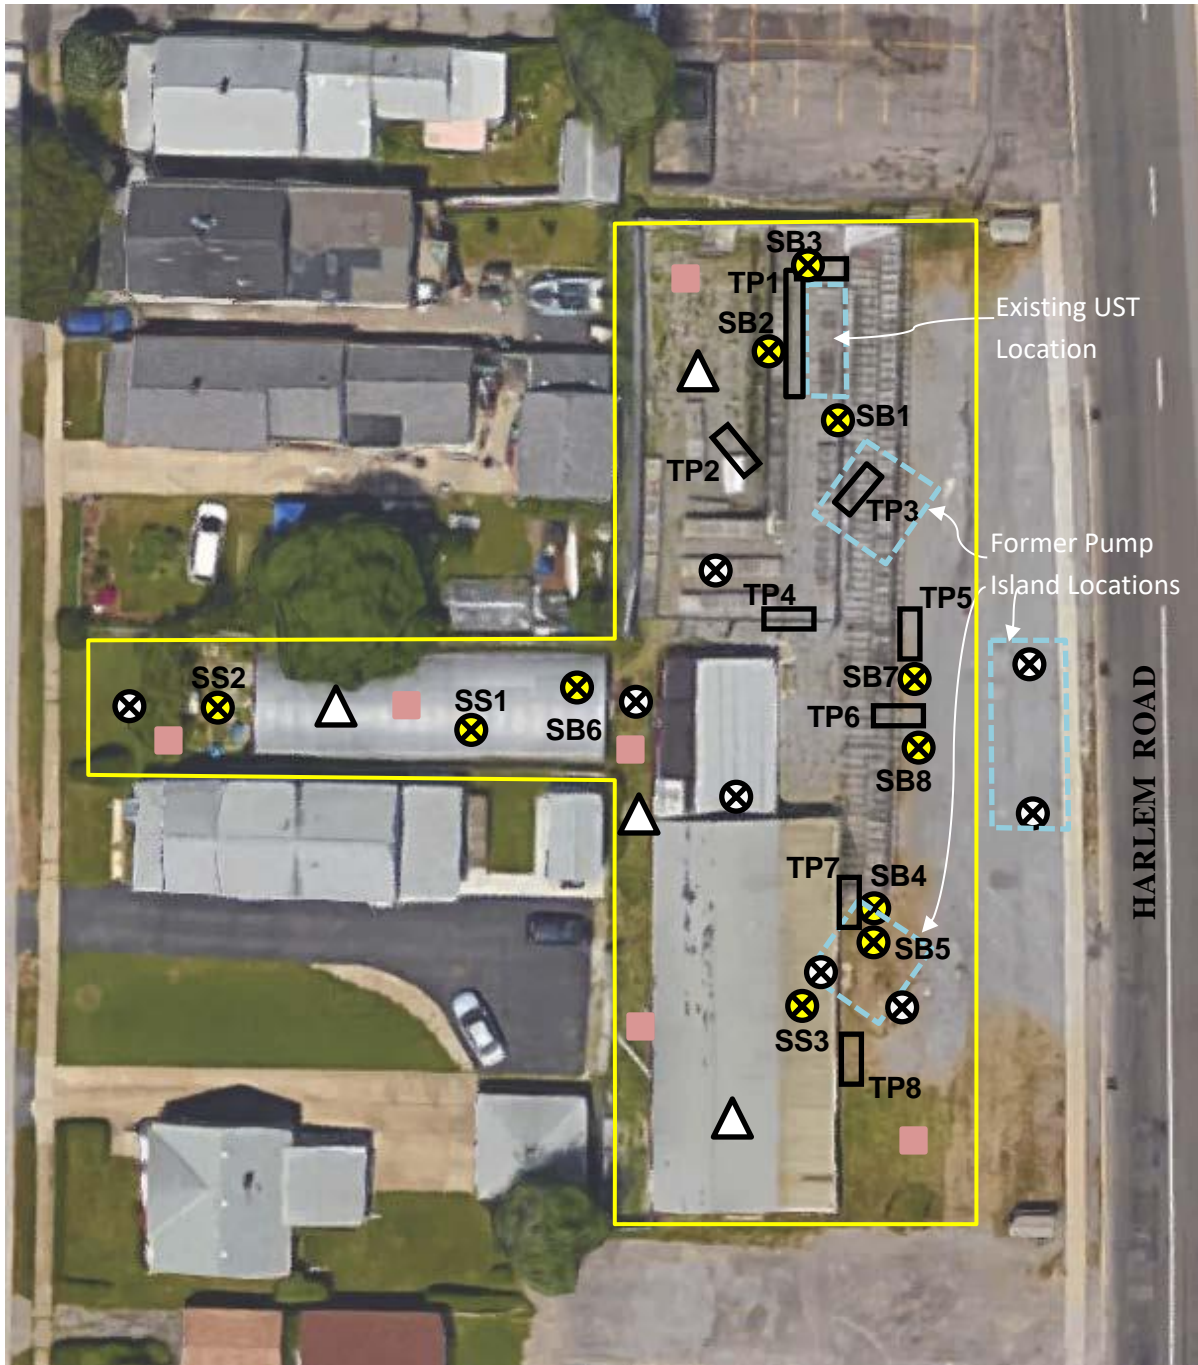 SB3
TP1
Existing UST
Location
SB2
SB1
TP2
TP3
Former Pump
Island Locations
TP4
TP5
SS2
SS1
SB6
SB7
TP6
SB8
HARLEM ROAD
TP7
SB4
SB5
SS3
TP8